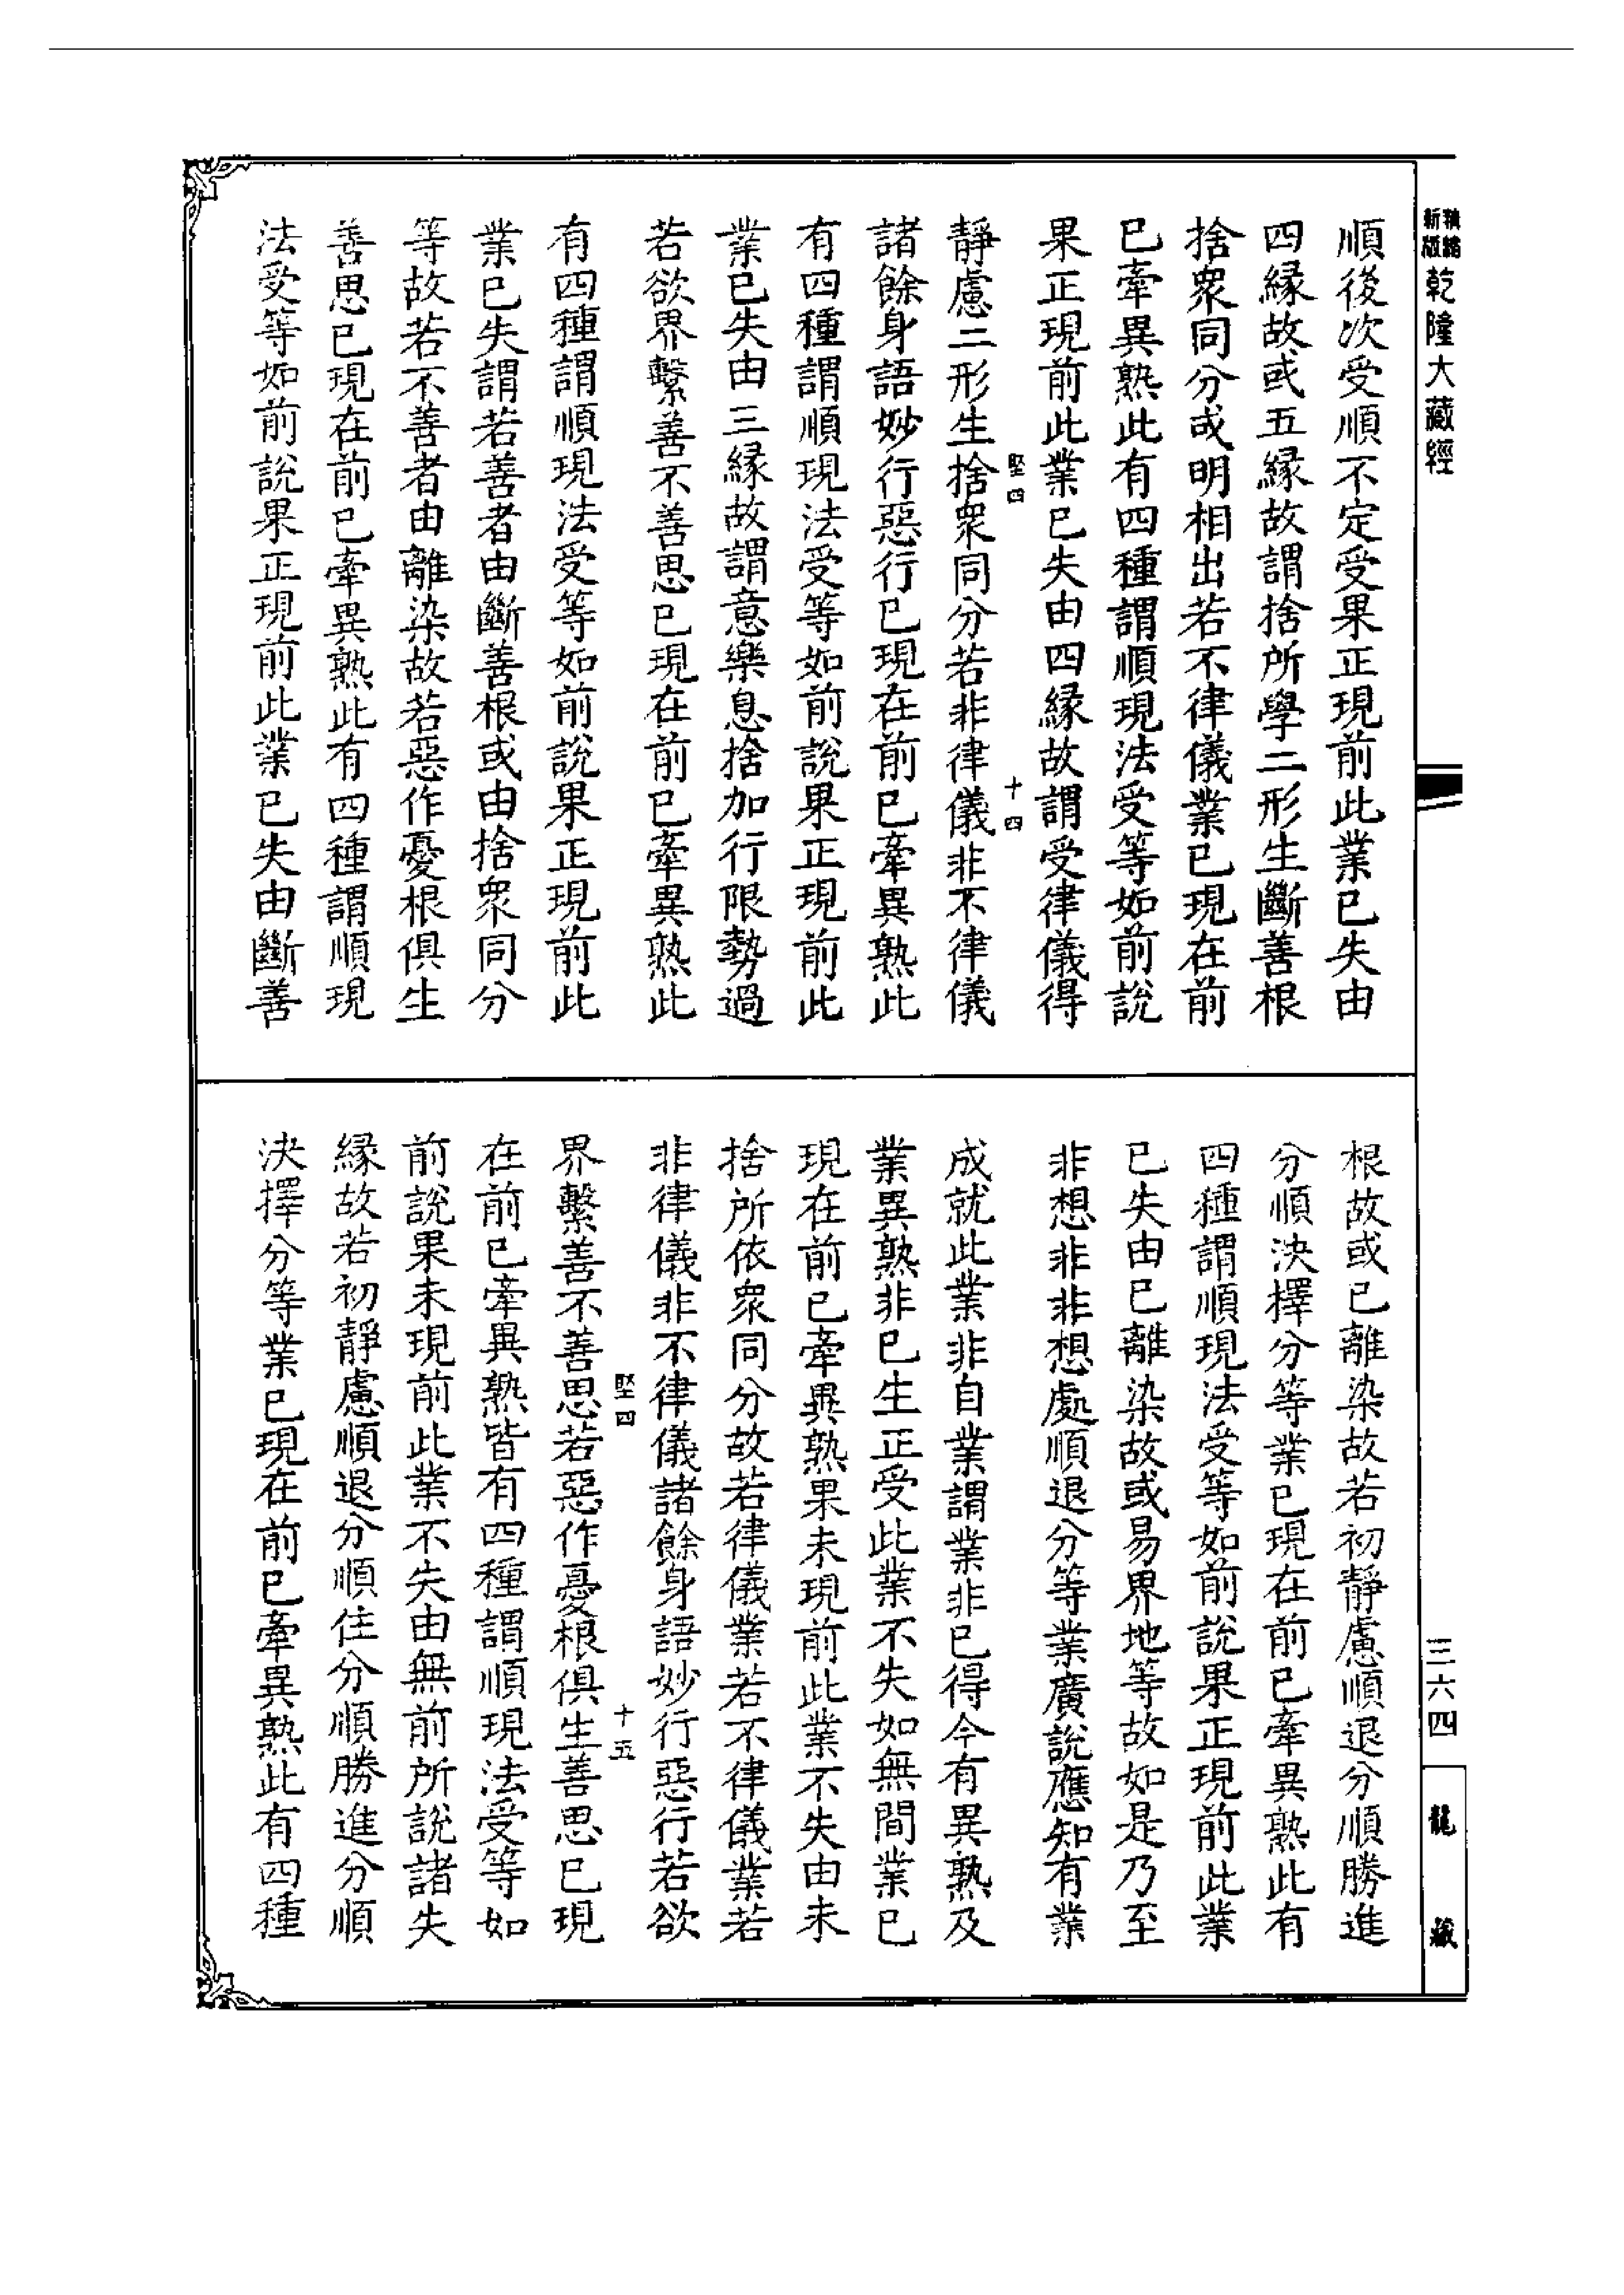 新版
精縮
乾隆大藏經
三六四
龍藏
順後次受順不定受果正現前此業已失由
四緣故或五緣故謂捨所學二形生斷善根
捨眾同分或明相出若不律儀業已現在前
已牽異熟此有四種謂順現法受等如前說
果正現前此業已失由四緣故謂受律儀得
堅四
十四
靜慮二形生捨眾同分若非律儀非不律儀
諸餘身語妙行惡行已現在前已牽異熟此
有四種謂順現法受等如前說果正現前此
業已失由三緣故謂意樂息捨加行限勢過
若欲界繫善不善思已現在前已牽異熟此
有四種謂順現法受等如前說果正現前此
業已失謂若善者由斷善根或由捨眾同分
等故若不善者由離染故若惡作憂根俱生
善思已現在前已牽異熟此有四種謂順現
法受等如前說果正現前此業已失由斷善
根故或已離染故若初靜慮順退分順勝進
分順決擇分等業已現在前已牽異熟此有
四種謂順現法受等如前說果正現前此業
已失由已離染故或易界地等故如是乃至
非想非非想處順退分等業廣說應知有業
成就此業非自業謂業非已得今有異熟及
業異熟非已生正受此業不失如無間業已
現在前已牽異熟果未現前此業不失由未
捨所依眾同分故若律儀業若不律儀業若
非律儀非不律儀諸餘身語妙行惡行若欲
堅四
十五
界繫善不善思若惡作憂根俱生善思已現
在前已牽異熟皆有四種謂順現法受等如
前說果未現前此業不失由無前所說諸失
緣故若初靜慮順退分順住分順勝進分順
決擇分等業已現在前已牽異熟此有四種